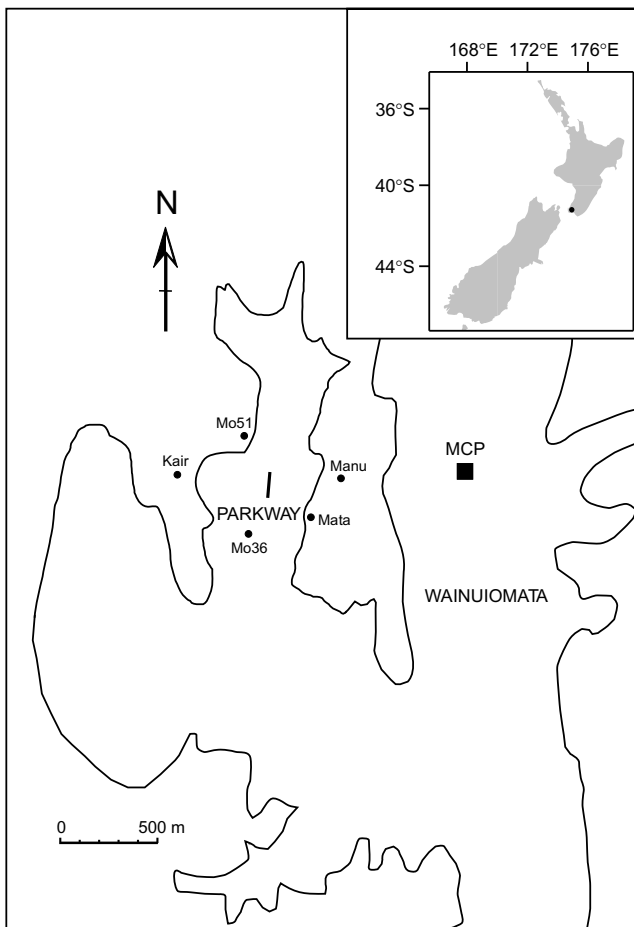 168°E 172°E 176°E
36°S
40°S
44°S
N
Mo51
Kair
MCP
Manu
PARKWAY
Mata
Mo36
WAINUIOMATA
0 500 m